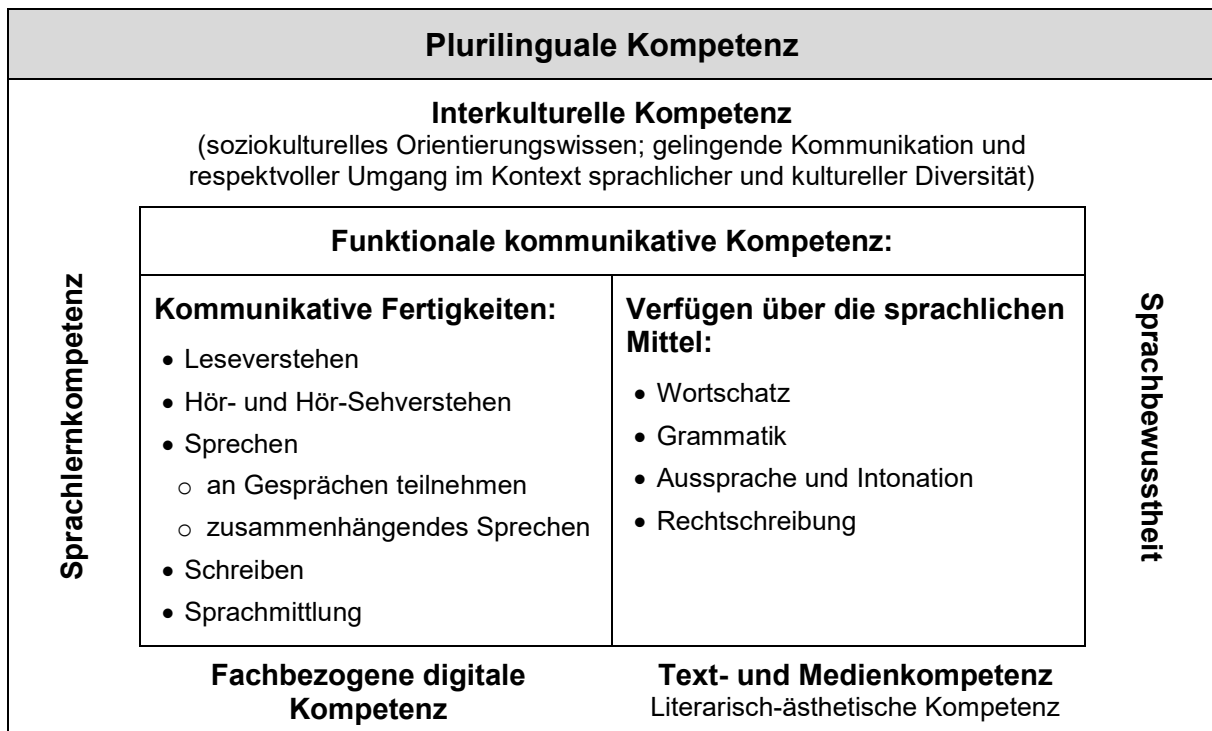 Plurilinguale Kompetenz
Interkulturelle Kompetenz
(soziokulturelles Orientierungswissen; gelingende Kommunikation und
respektvoller Umgang im Kontext sprachlicher und kultureller Diversität)
Sprachlernkompetenz
Funktionale kommunikative Kompetenz:
Kommunikative Fertigkeiten:
• Leseverstehen
• Hör- und Hör-Sehverstehen
• Sprechen
o an Gesprächen teilnehmen
o zusammenhängendes Sprechen
• Schreiben
• Sprachmittlung
Verfügen über die sprachlichen
Mittel:
• Wortschatz
• Grammatik
• Aussprache und Intonation
• Rechtschreibung
Sprachbewusstheit
Fachbezogene digitale
Kompetenz
Text- und Medienkompetenz
Literarisch-ästhetische Kompetenz